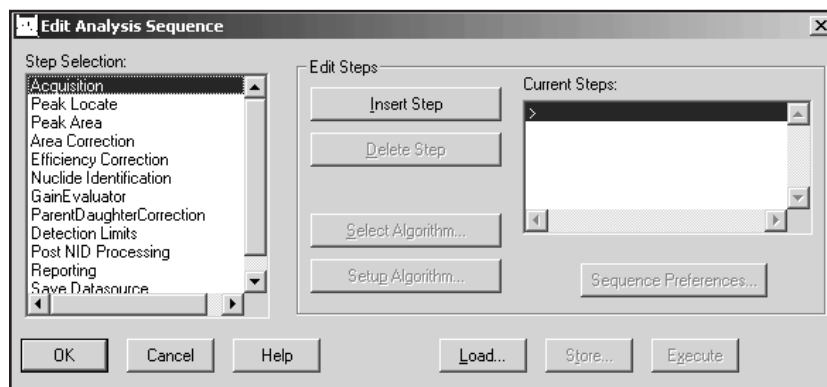 Edit Analysis Sequence
Step Selection:
Acquisition
Peak Locate
Peak Area
Area Correction
Efficiency Correction
Nuclide Identification
GainEvaluator
ParentDaughterCorrection
Detection Limits
Post NID Processing
Reporting
Save Datasource
Edit Steps
Insert Step
Delete Step
Select Algorithm...
Setup Algorithm...
Current Steps:
>
Sequence Preferences...
OK Cancel Help Load... Store... Execute